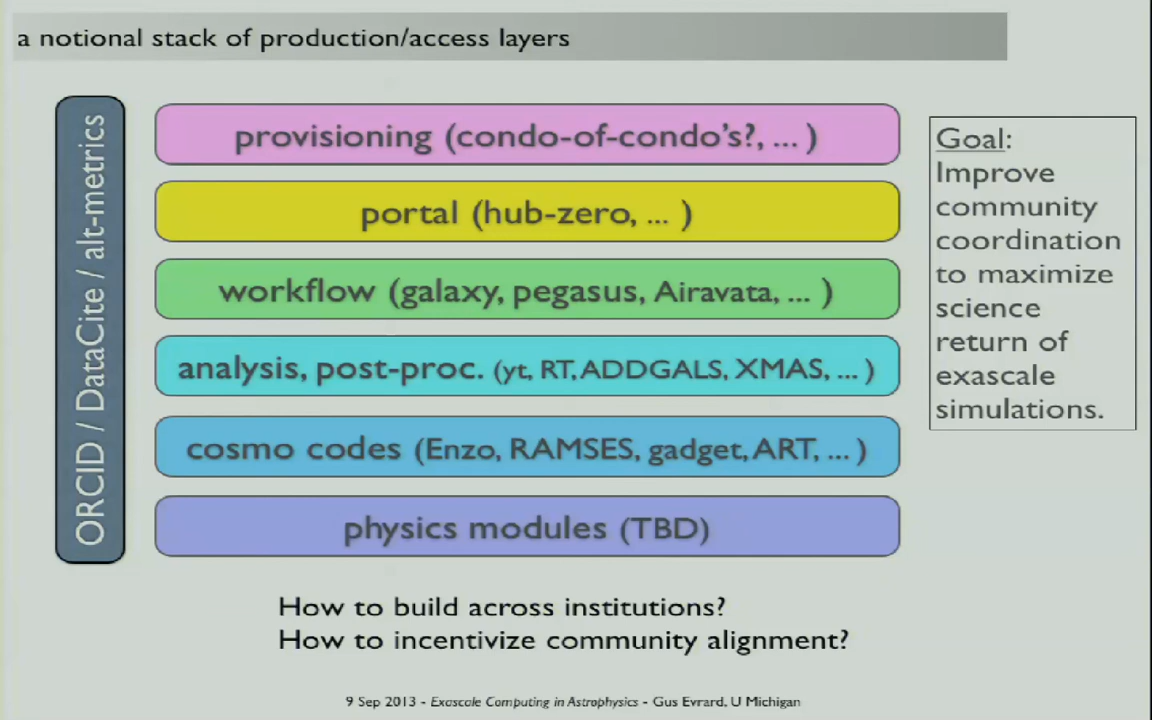 a notional stack of production/access layers
ORCID / DataCite / alt-metrics
provisioning (condo-of-condo's?, ... )
portal (hub-zero, ... )
workflow (galaxy, pegasus, Airavata, ... )
analysis, post-proc. (yt, RT, ADDGALS, XMAS, ... )
cosmo codes (Enzo, RAMSES, gadget, ART, ... )
physics modules (TBD)
Goal:
Improve
community
coordination
to maximize
science
return of
exascale
simulations.
How to build across institutions?
How to incentivize community alignment?
9 Sep 2013 - Exascale Computing in Astrophysics - Gus Evrard, U Michigan